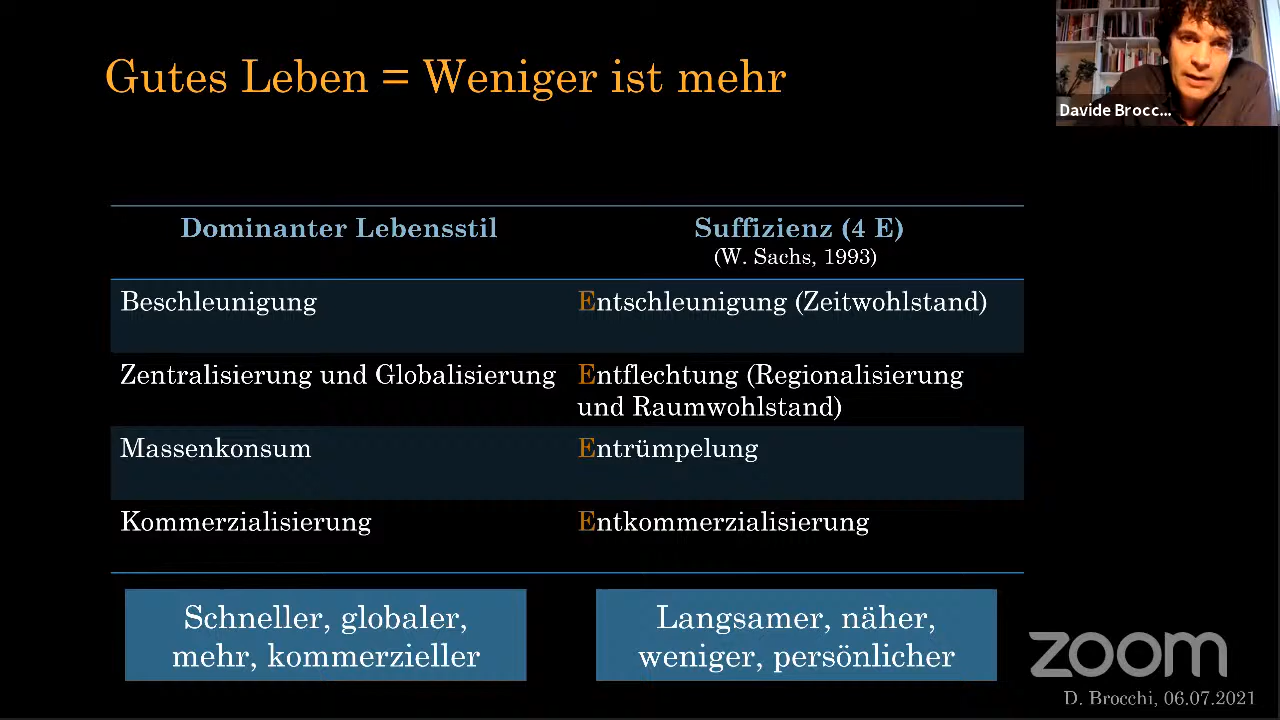 Gutes Leben = Weniger ist mehr
Davide Brocc...
Dominanter Lebensstil
Suffizienz (4 E)
(W. Sachs, 1993)
Beschleunigung
Entschleunigung (Zeitwohlstand)
Zentralisierung und Globalisierung
Entflechtung (Regionalisierung
und Raumwohlstand)
Massenkonsum
Entrümpelung
Kommerzialisierung
Entkommerzialisierung
Schneller, globaler,
mehr, kommerzieller
Langsamer, näher,
weniger, persönlicher
zoom
D. Brocchi, 06.07.2021